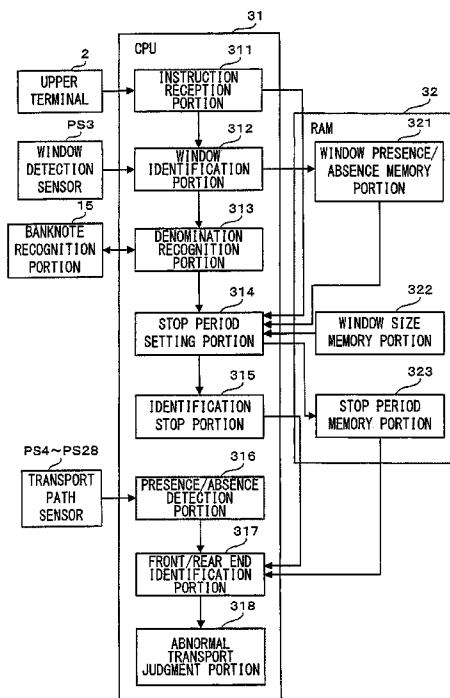 31
CPU
2
UPPER
TERMINAL
311
INSTRUCTION
RECEPTION
PORTION
32
RAM
PS3
WINDOW
DETECTION
SENSOR
312
WINDOW
IDENTIFICATION
PORTION
321
WINDOW PRESENCE/
ABSENCE MEMORY
PORTION
15
BANKNOTE
RECOGNITION
PORTION
313
DENOMINATION
RECOGNITION
PORTION
314
STOP PERIOD
SETTING PORTION
322
WINDOW SIZE
MEMORY PORTION
315
IDENTIFICATION
STOP PORTION
323
STOP PERIOD
MEMORY PORTION
PS4~PS28
TRANSPORT
PATH
SENSOR
316
PRESENCE/ABSENCE
DETECTION
PORTION
317
FRONT/REAR END
IDENTIFICATION
PORTION
318
ABNORMAL
TRANSPORT
JUDGMENT PORTION